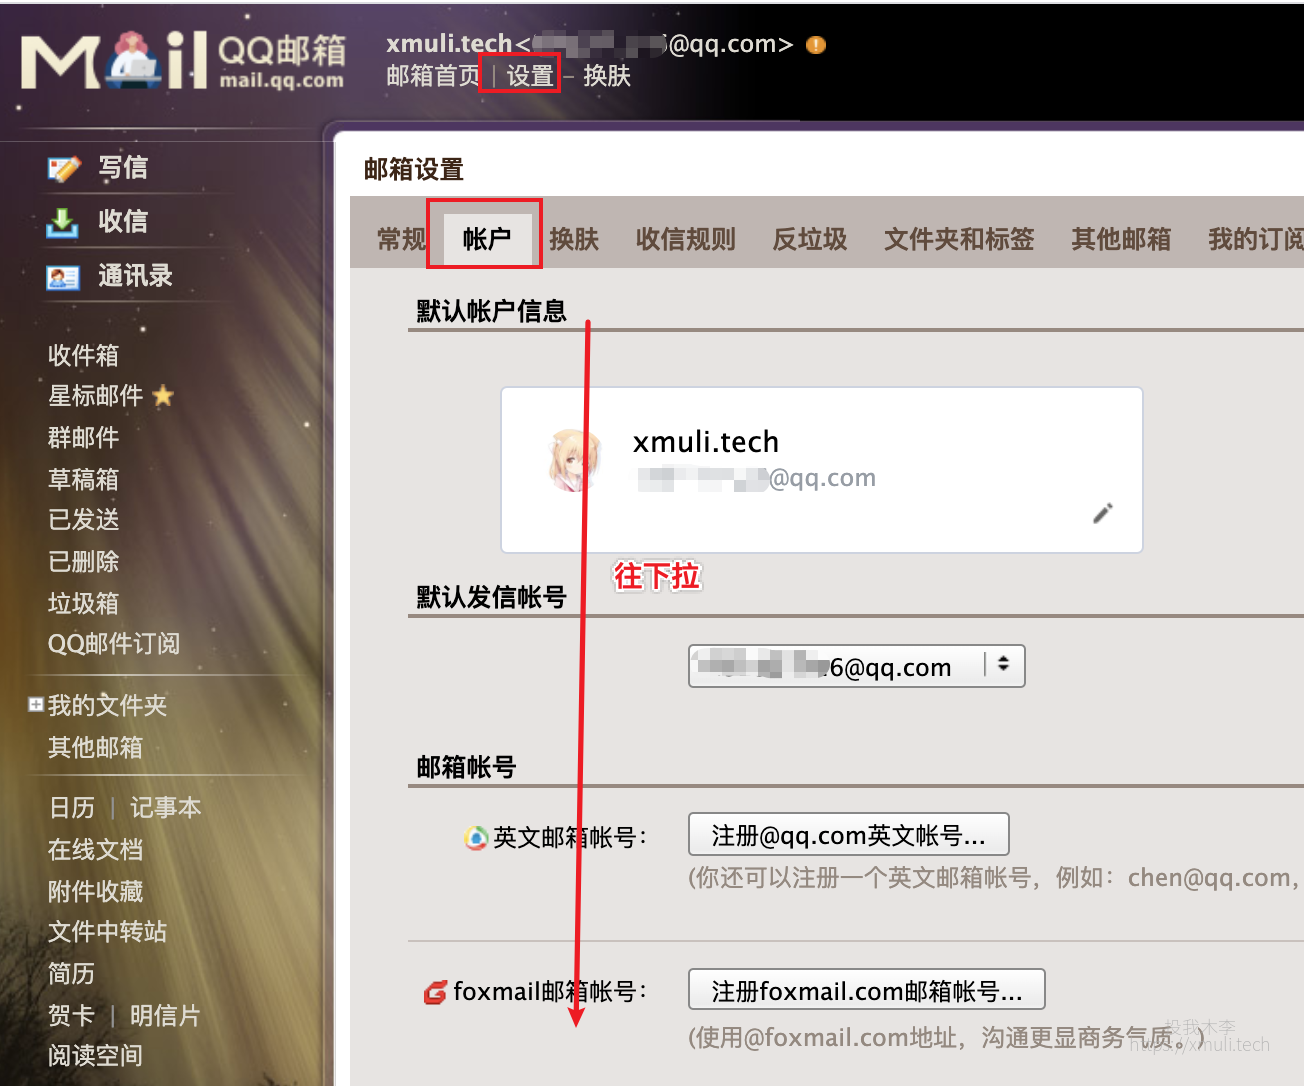 Mail QQ邮箱
mail.qq.com
xmuli.tech<6@qq.com>
邮箱首页 | 设置 - 换肤
写信
收信
通讯录
收件箱
星标邮件
群邮件
草稿箱
已发送
已删除
垃圾箱
QQ邮件订阅
我的文件夹
其他邮箱
日历 | 记事本
在线文档
附件收藏
文件中转站
简历
贺卡 | 明信片
阅读空间
邮箱设置
常规 帐户 换肤 收信规则 反垃圾 文件夹和标签 其他邮箱 我的订阅
默认帐户信息
xmuli.tech
@qq.com
往下拉
默认发信帐号
6@qq.com
邮箱帐号
英文邮箱帐号：
注册@qq.com英文帐号...
(你还可以注册一个英文邮箱帐号，例如：chen@qq.com，
foxmail邮箱帐号：
注册foxmail.com邮箱帐号...
(使用@foxmail.com地址，沟通更显商务气质。)
投我木李
https://xmuli.tech